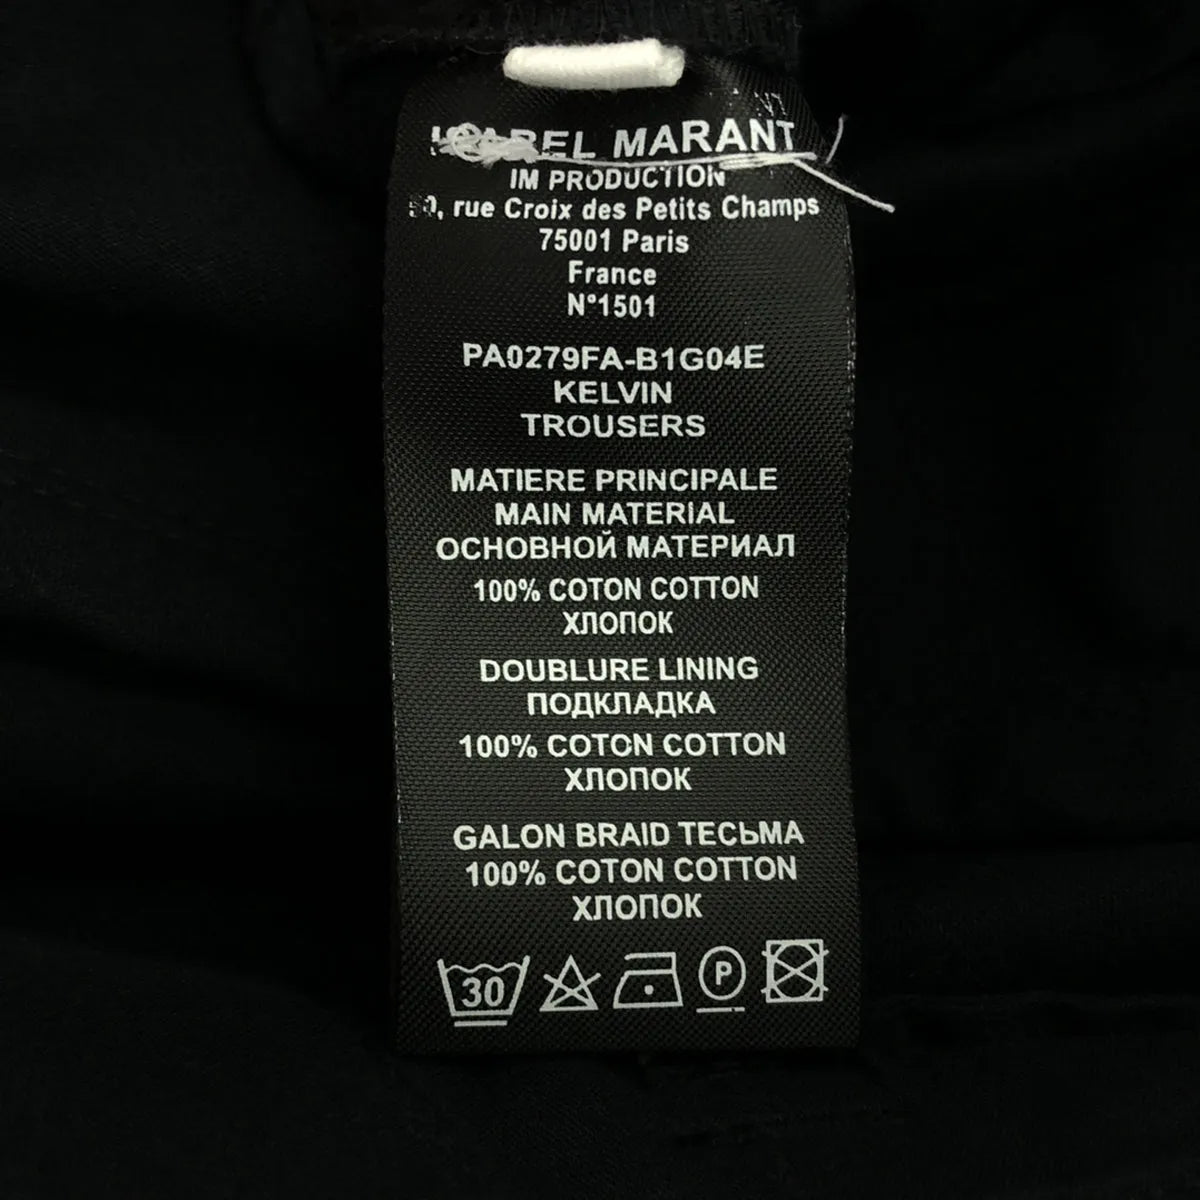 MARANT
IM PRODUCTION
rue Croix des Petits Champs
75001 Paris
France
N°1501
PA0279FA-B1G04E
KELVIN
TROUSERS
MATIERE PRINCIPALE
MAIN MATERIAL
ОСНОВНОЙ МАТЕРИАЛ
100% COTON COTTON
ХЛОПОК
DOUBLURE LINING
ПОДКЛАДКА
100% COTON COTTON
ХЛОПОК
GALON BRAID ТЕСЬМА
100% COTON COTTON
ХЛОПОК
30 P